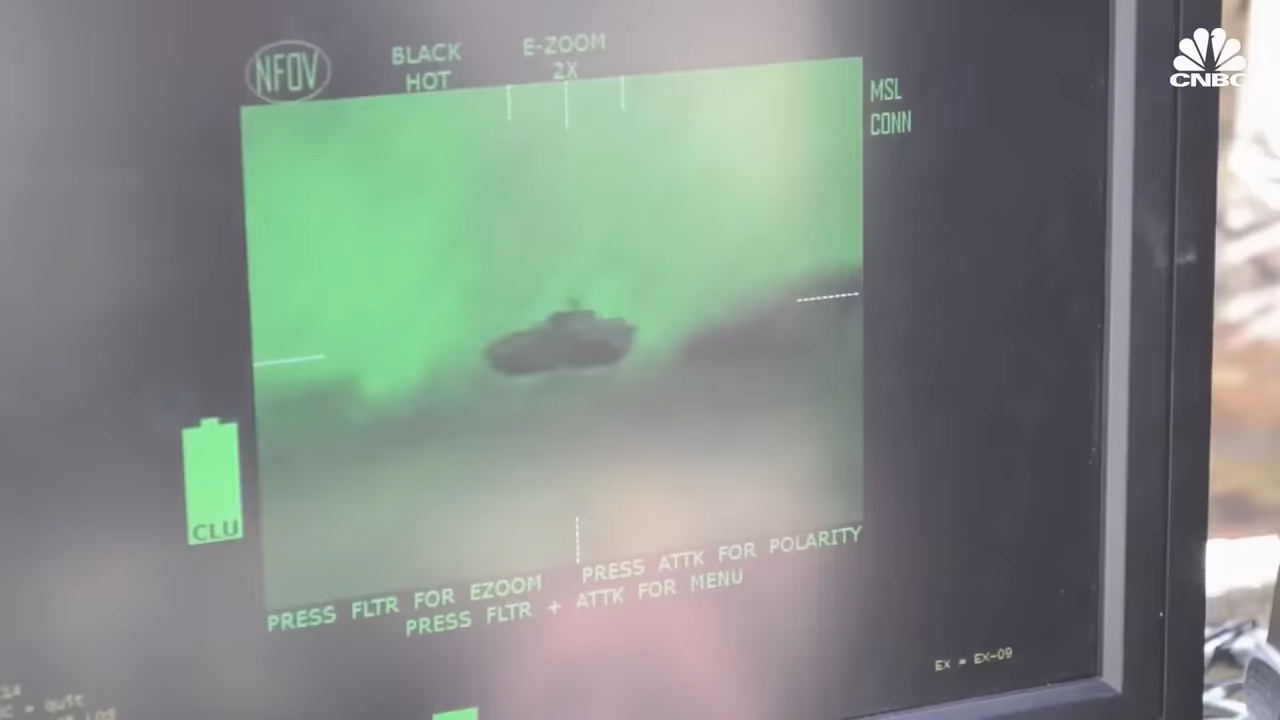 NFOV
BLACK
HOT
E-ZOOM
2X
MSL
CONN
CNBC
CLU
PRESS FLTR FOR EZOOM
PRESS ATTK FOR POLARITY
PRESS FLTR + ATTK FOR MENU
EX = EX-09
= quit